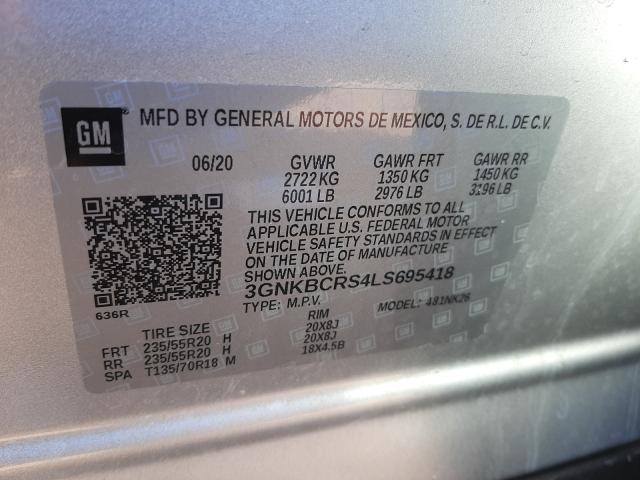 GM MFD BY GENERAL MOTORS DE MEXICO, S. DE R.L. DE C.V.
06/20 GVWR GAWR FRT GAWR RR
2722 KG 1350 KG 1450 KG
6001 LB 2976 LB 3196 LB
THIS VEHICLE CONFORMS TO ALL
APPLICABLE U.S. FEDERAL MOTOR
VEHICLE SAFETY STANDARDS IN EFFECT
ON THE DATE OF MANUFACTURE
SHOWN ABOVE.
3GNKBCRS4LS695418
636R TYPE: M.P.V. MODEL: 481NK26
TIRE SIZE RIM
FRT 235/55R20 H 20X8J
RR 235/55R20 H 20X8J
SPA T135/70R18 M 18X4.5B